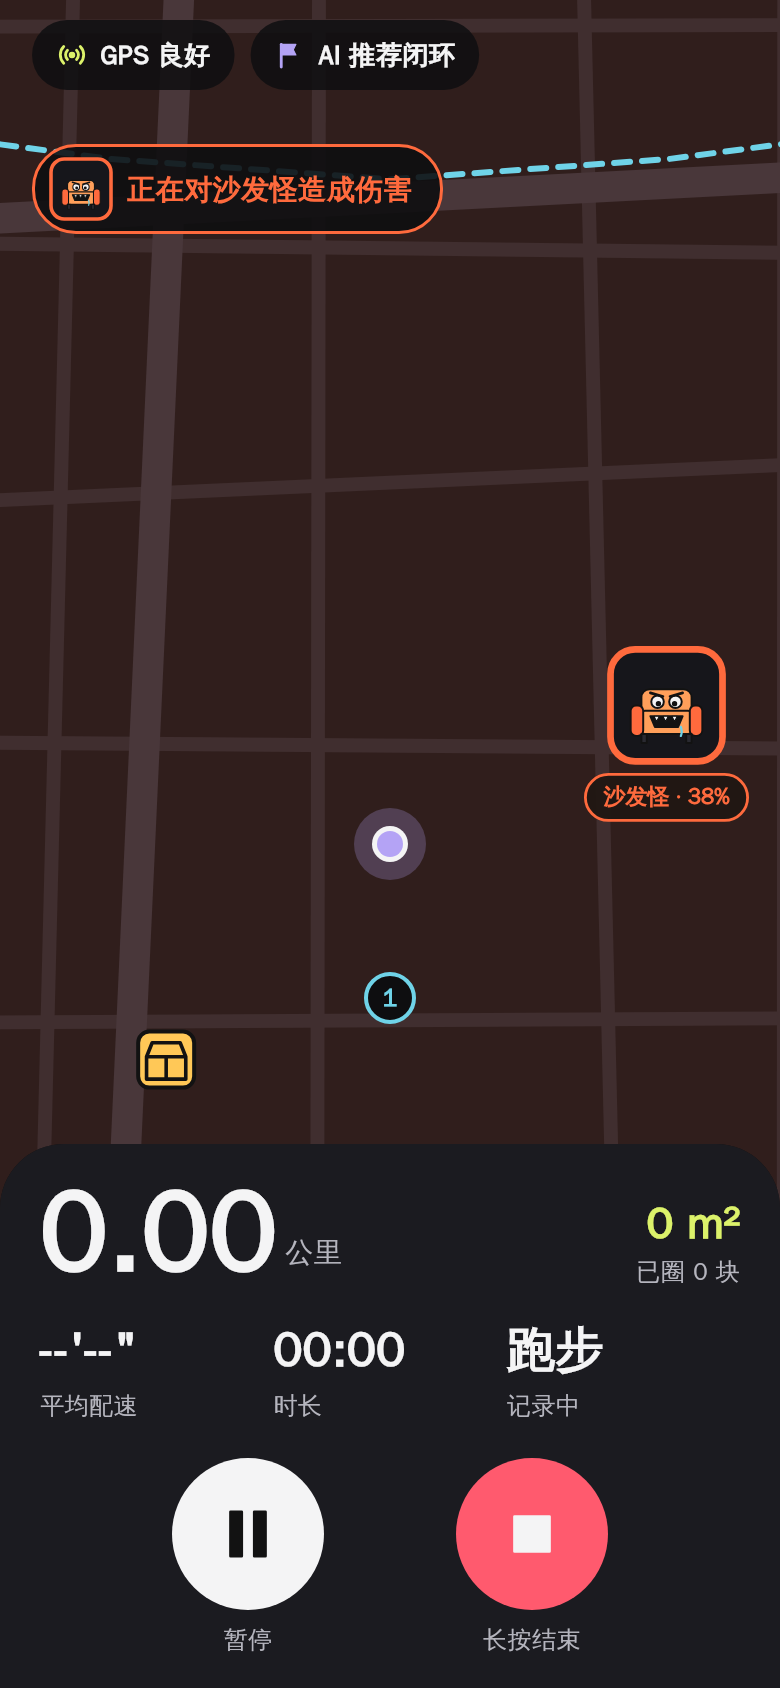 GPS 良好
AI 推荐闭环
正在对沙发怪造成伤害
沙发怪 · 38%
1
0.00 公里
0 m²
已圈 0 块
--'--"
00:00
跑步
平均配速
时长
记录中
暂停
长按结束